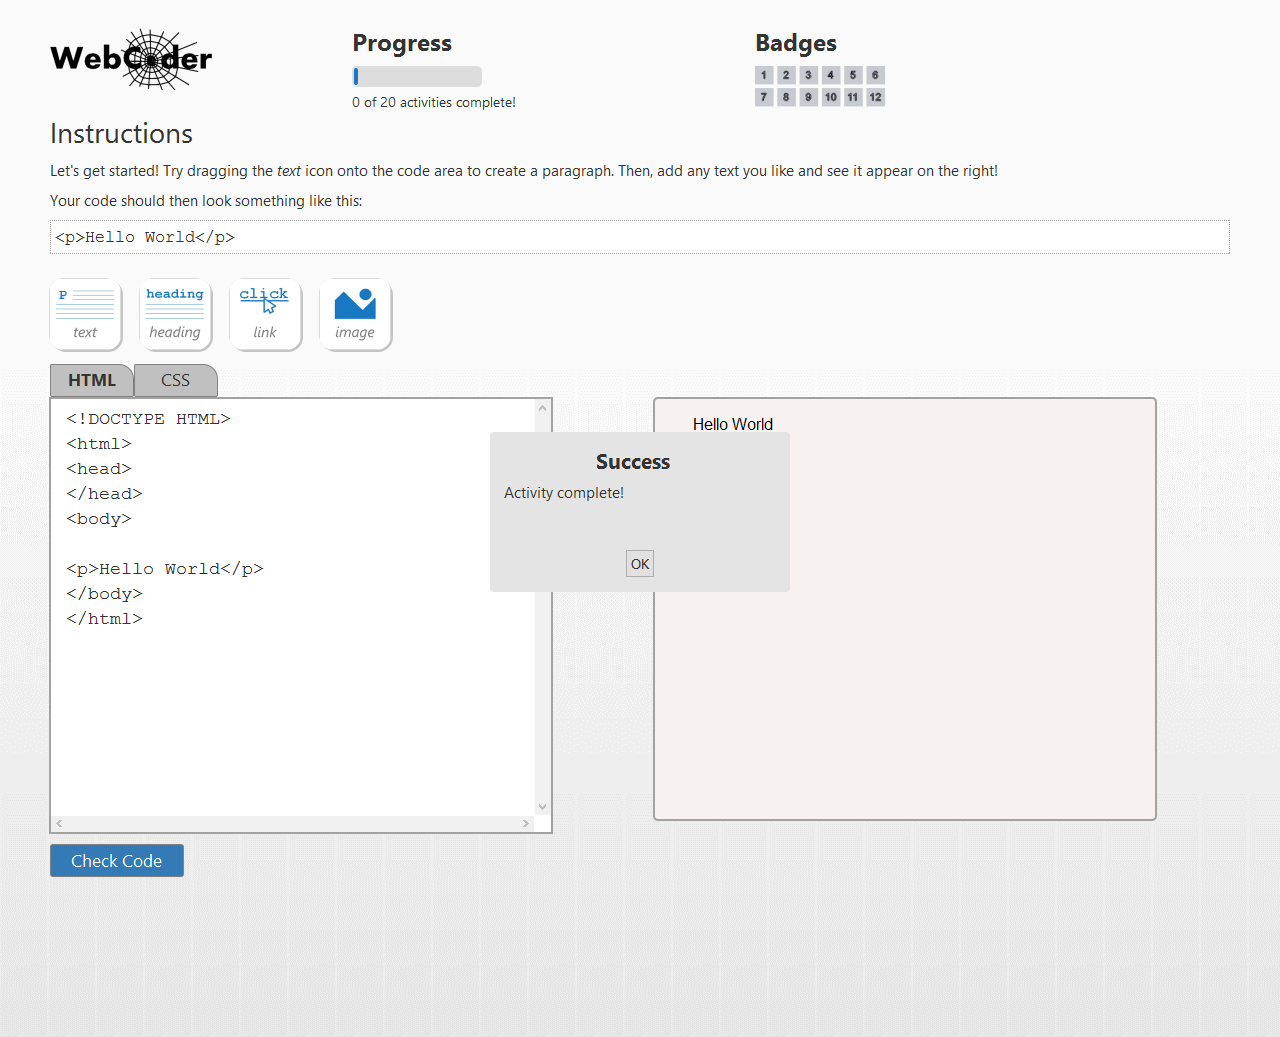 WebCoder
Progress
0 of 20 activities complete!
Badges
1 2 3 4 5 6
7 8 9 10 11 12
Instructions
Let's get started! Try dragging the text icon onto the code area to create a paragraph. Then, add any text you like and see it appear on the right!
Your code should then look something like this:
<p>Hello World</p>
P
text
heading
heading
click
link
image
HTML
CSS
<!DOCTYPE HTML>
<html>
<head>
</head>
<body>
<p>Hello World</p>
</body>
</html>
Hello World
Success
Activity complete!
OK
Check Code